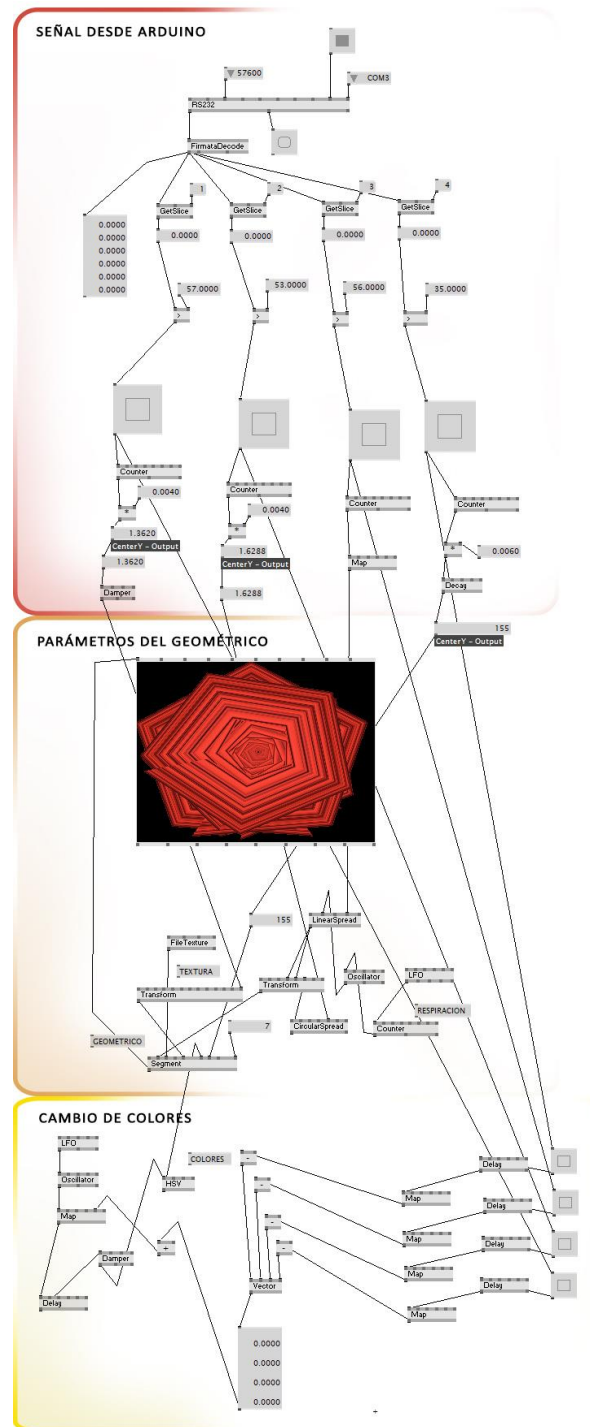 SEÑAL DESDE ARDUINO
57600
COM3
RS232
FirmataDecode
1
2
3
4
GetSlice
GetSlice
GetSlice
GetSlice
0.0000
0.0000
0.0000
0.0000
0.0000
0.0000
0.0000
0.0000
0.0000
0.0000
57.0000
53.0000
56.0000
35.0000
>
>
>
>
Counter
Counter
Counter
Counter
0.0040
0.0040
*
*
*
0.0060
1.3620
CenterY - Output
1.3620
Damper
1.6288
CenterY - Output
1.6288
Map
Decay
155
CenterY - Output
PARÁMETROS DEL GEOMÉTRICO
155
LinearSpread
FileTexture
TEXTURA
Transform
Transform
Oscillator
LFO
RESPIRACION
CircularSpread
Counter
7
GEOMETRICO
Segment
CAMBIO DE COLORES
LFO
Oscillator
Map
Damper
Delay
+
HSV
COLORES
-
-
-
-
Vector
Map
Map
Map
Map
Delay
Delay
Delay
Delay
0.0000
0.0000
0.0000
0.0000
+